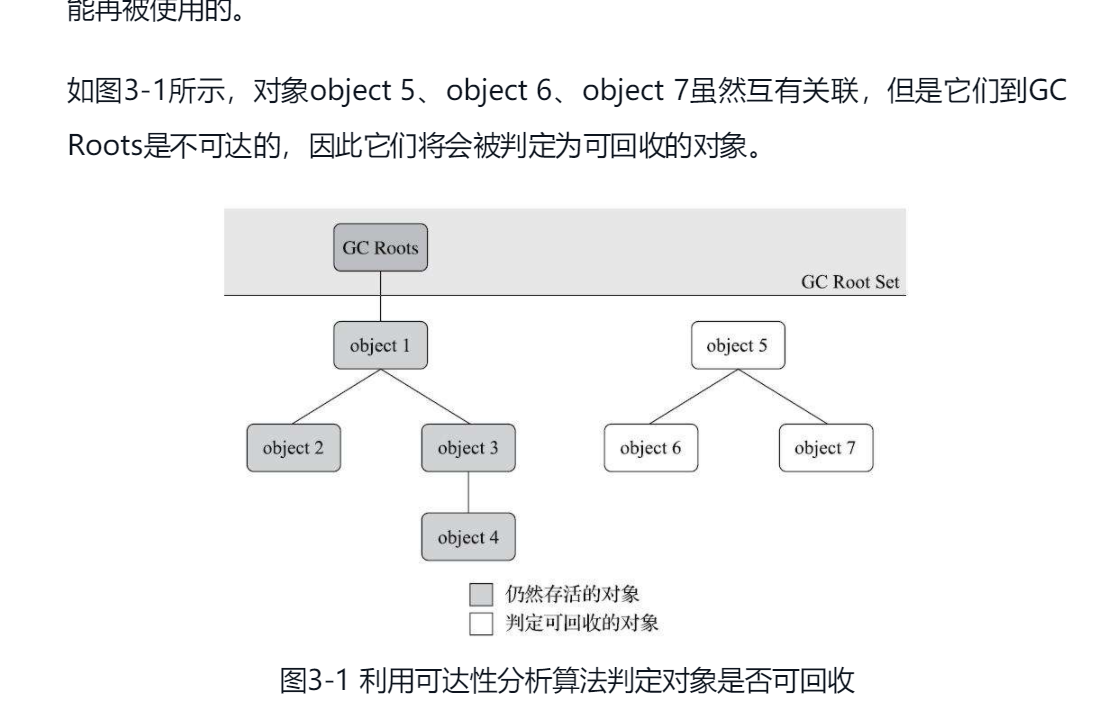 能再被使用的。
如图3-1所示，对象object 5、object 6、object 7虽然互有关联，但是它们到GC
Roots是不可达的，因此它们将会被判定为可回收的对象。
GC Roots
GC Root Set
object 1
object 5
object 2
object 3
object 6
object 7
object 4
仍然存活的对象
判定可回收的对象
图3-1 利用可达性分析算法判定对象是否可回收